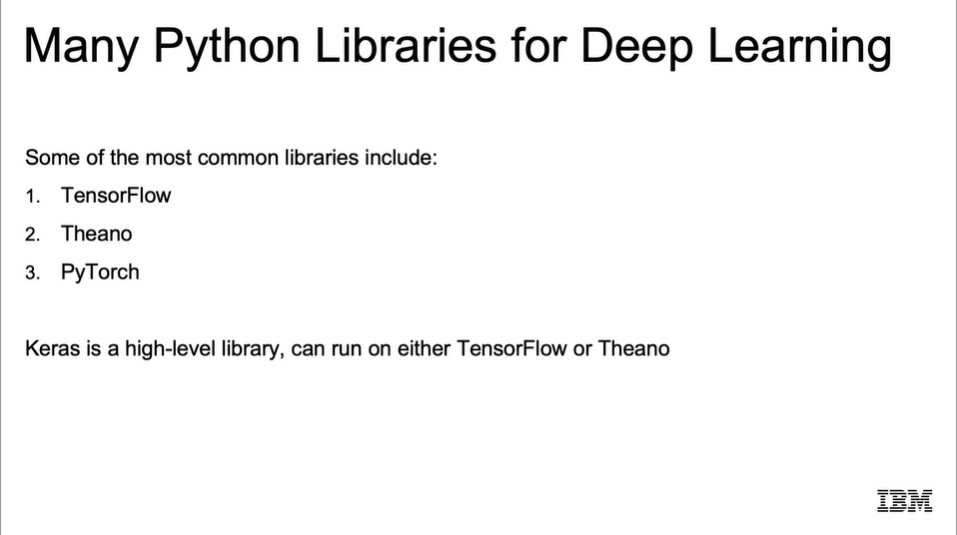 Many Python Libraries for Deep Learning
Some of the most common libraries include:
1. TensorFlow
2. Theano
3. PyTorch
Keras is a high-level library, can run on either TensorFlow or Theano
IBM